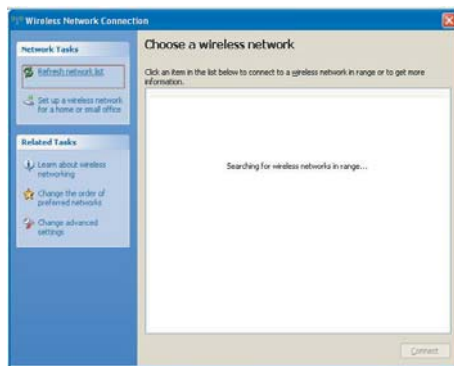 Wireless Network Connection
Network Tasks
Refresh network list
Set up a wireless network
for a home or small office
Related Tasks
Learn about wireless
networking
Change the order of
preferred networks
Change advanced
settings
Choose a wireless network
Click an item in the list below to connect to a wireless network in range or to get more
information.
Searching for wireless networks in range...
Connect